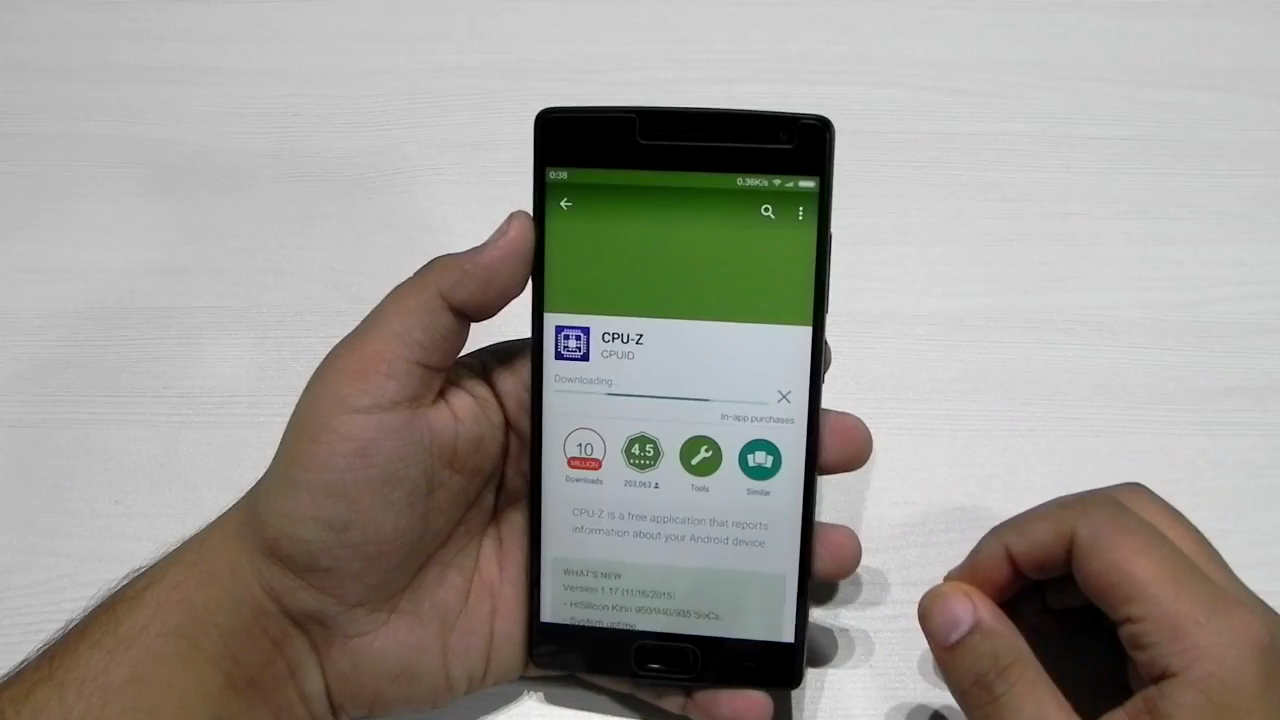 0:38
0.36K/s
CPU-Z
CPUID
Downloading...
In-app purchases
10
MILLION
Downloads
4.5
203,063
Tools
Similar
CPU-Z is a free application that reports
information about your Android device.
WHAT'S NEW
Version 1.17 (11/16/2015)
- HiSilicon Kirin 950/940/935 SoCs.
- System uptime